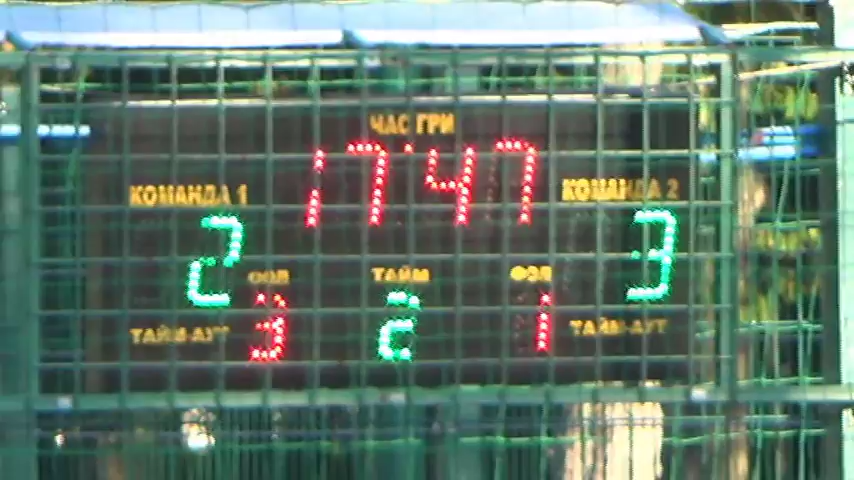 ЧАС ГРИ
17:47
КОМАНДА 1
КОМАНДА 2
2
3
ФОЛ
ТАЙМ
ФОЛ
3
2
1
ТАЙМ-АУТ
ТАЙМ-АУТ